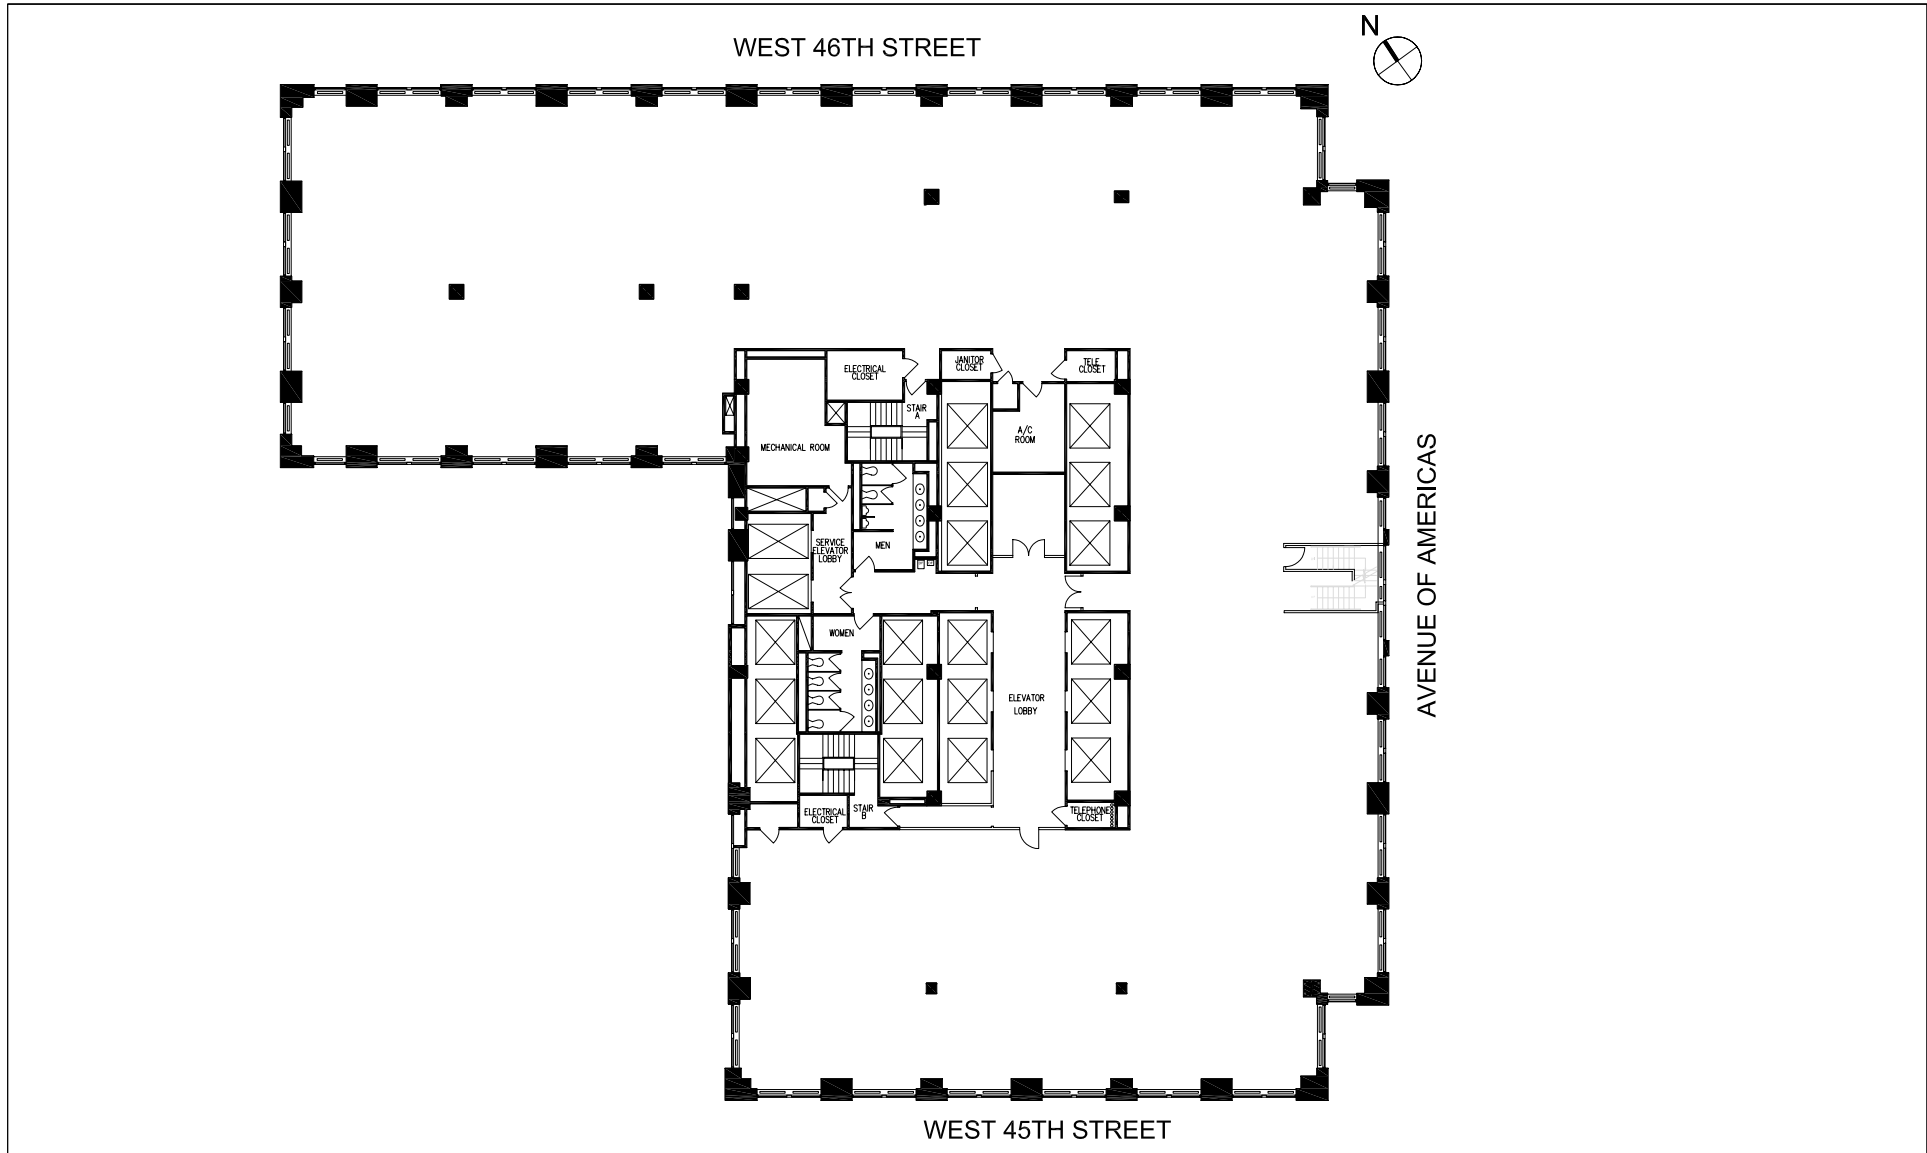 N
WEST 46TH STREET
ELECTRICAL
CLOSET
JANITOR
CLOSET
TELE
CLOSET
STAIR
A
A/C
ROOM
MECHANICAL ROOM
SERVICE
ELEVATOR
LOBBY
MEN
AVENUE OF AMERICAS
WOMEN
ELEVATOR
LOBBY
ELECTRICAL
CLOSET
STAIR
B
TELEPHONE
CLOSET
WEST 45TH STREET